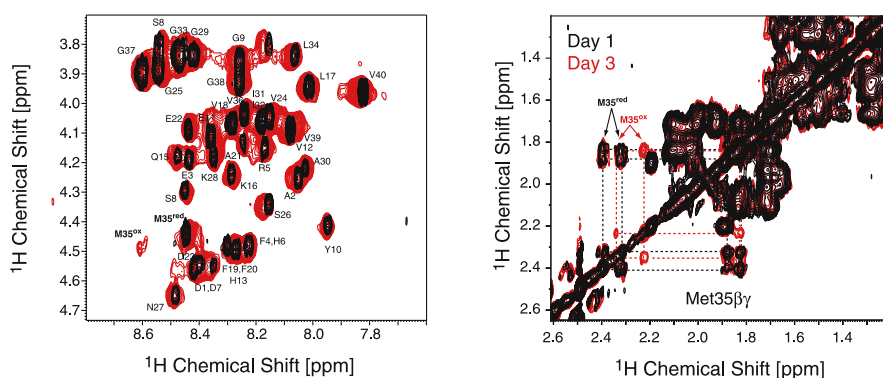 S8
G33 G29
G37
G9
L34
G25
G38
I31
L17
V40
V36
V24
V18
E22
E11
V39
V12
Q15
A21
R5
A30
E3
K28
K16
A2
S8
S26
M35red
M35ox
Y10
D23
F4,H6
F19,F20
H13
D1,D7
N27
3.8
3.9
4.0
4.1
4.2
4.3
4.4
4.5
4.6
4.7
8.6 8.4 8.2 8.0 7.8
1H Chemical Shift [ppm]
1H Chemical Shift [ppm]
Day 1
Day 3
M35red
M35ox
Met35βγ
1.2
1.4
1.6
1.8
2.0
2.2
2.4
2.6
2.6 2.4 2.2 2.0 1.8 1.6 1.4
1H Chemical Shift [ppm]
1H Chemical Shift [ppm]